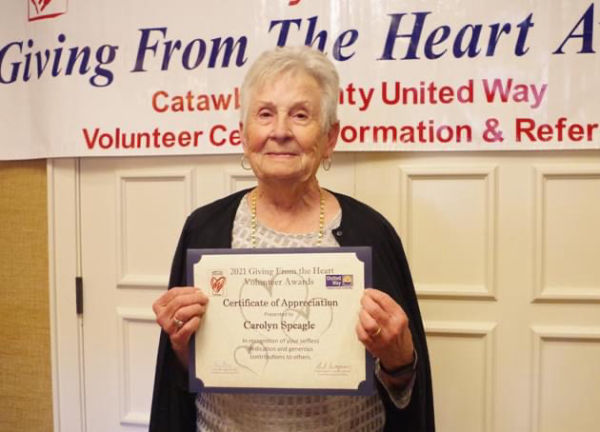 Giving From The Heart A
Catawb nty United Way
Volunteer Ce formation & Refer
2021 Giving From the Heart
Volunteer Awards
United
Way
Certificate of Appreciation
Presented to
Carolyn Speagle
in recognition of your selfless
dedication and generous
contributions to others.